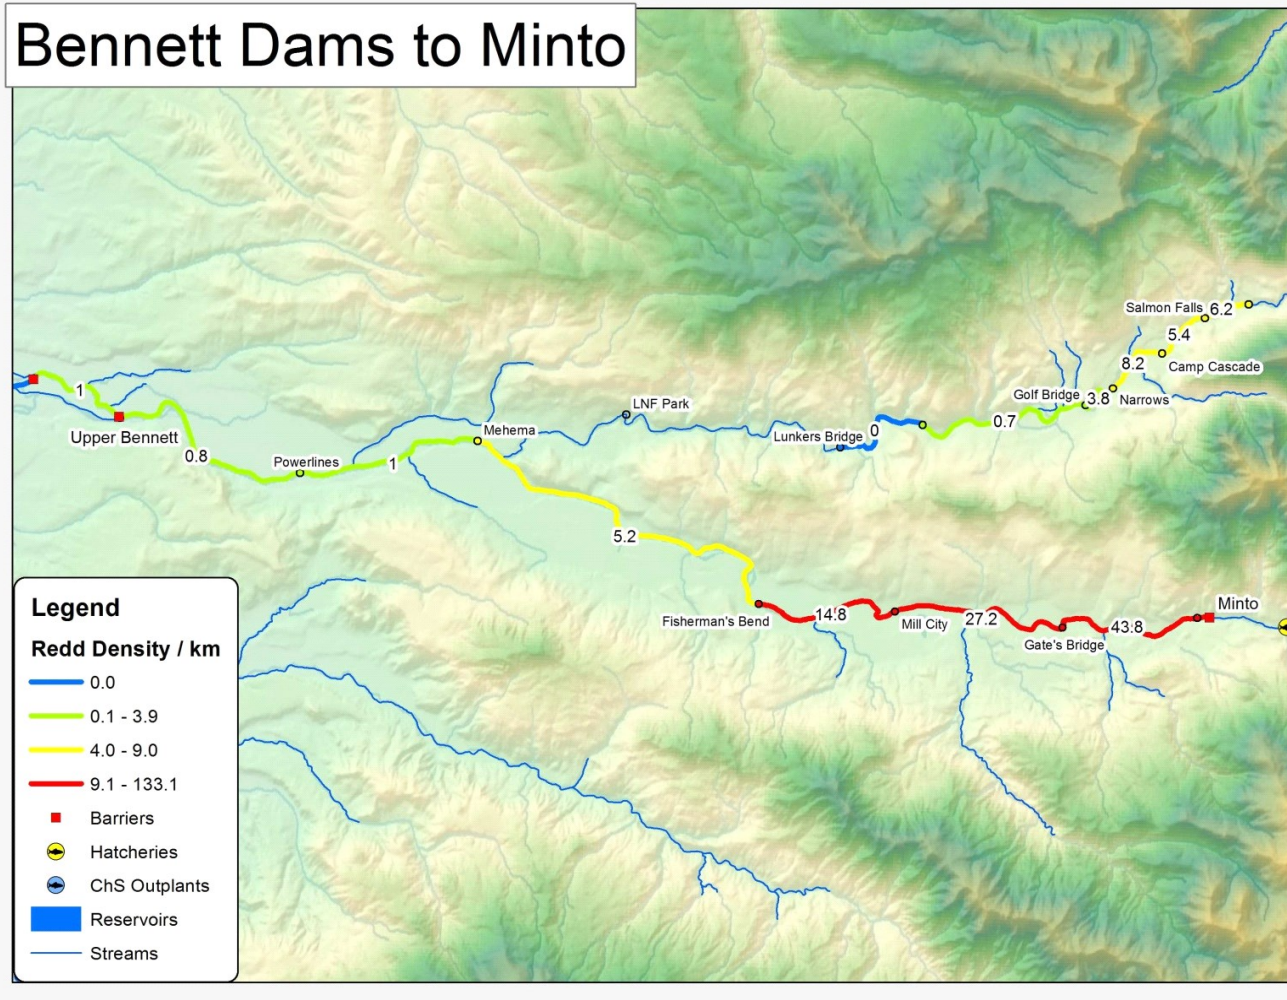 Bennett Dams to Minto
Salmon Falls
6.2
5.4
8.2
Camp Cascade
1
Golf Bridge
3.8
Narrows
LNF Park
0.7
Mehema
Lunkers Bridge
0
Upper Bennett
0.8
Powerlines
1
5.2
Minto
Fisherman's Bend
14.8
Mill City
27.2
Gate's Bridge
43.8
Legend
Redd Density / km
0.0
0.1 - 3.9
4.0 - 9.0
9.1 - 133.1
Barriers
Hatcheries
ChS Outplants
Reservoirs
Streams